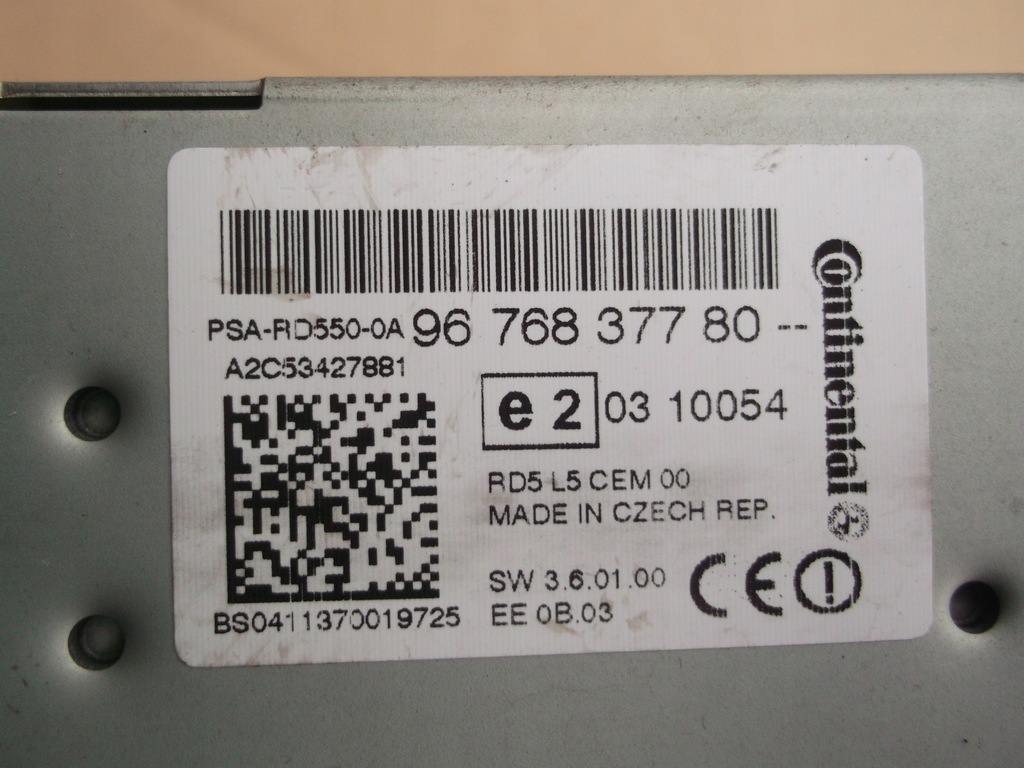 PSA-RD550-0A 96 768 377 80 --
A2C53427881
e 2 03 10054
RD5 L5 CEM 00
MADE IN CZECH REP.
SW 3.6.01.00
EE 0B.03
BS0411370019725
CE
Continental